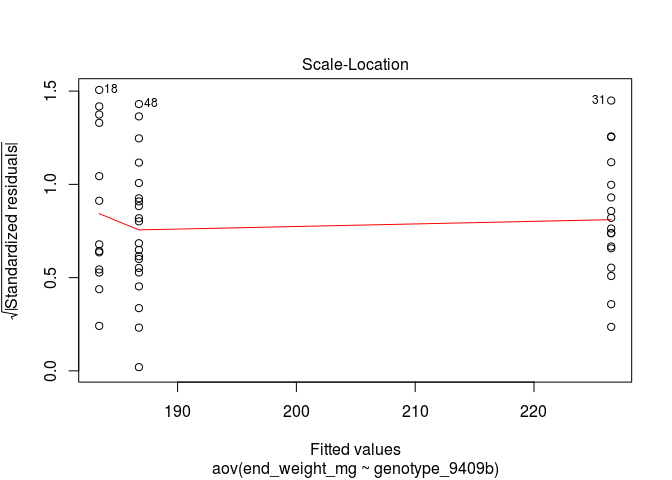 Scale-Location
√|Standardized residuals|
1.5
1.0
0.5
0.0
18
48
31
190 200 210 220
Fitted values
aov(end_weight_mg ~ genotype_9409b)